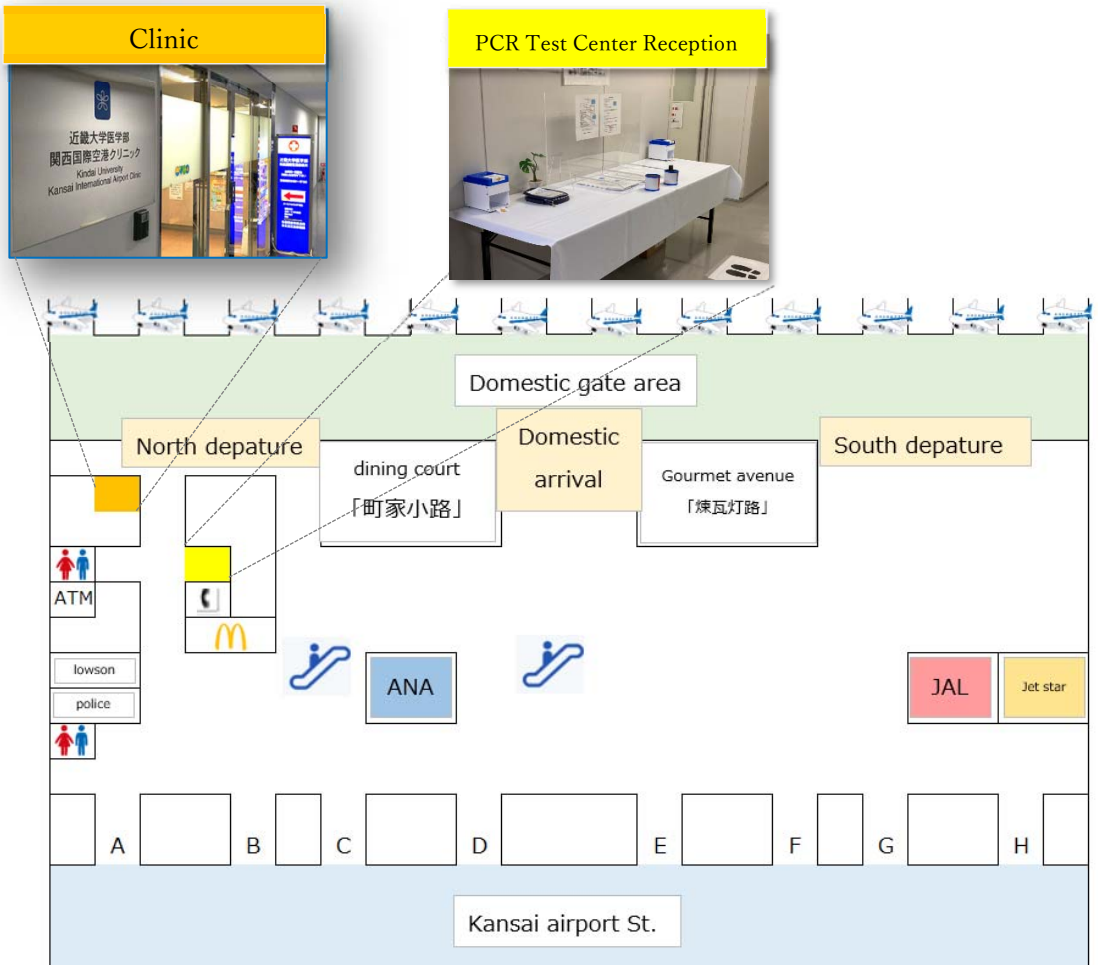 Clinic
PCR Test Center Reception
近畿大学医学部
関西国際空港クリニック
Kindai University
Kansai International Airport Clinic
Domestic gate area
North depature
Domestic
arrival
South depature
dining court
「町家小路」
Gourmet avenue
「煉瓦灯路」
ATM
lowson
police
ANA
JAL
Jet star
A
B
C
D
E
F
G
H
Kansai airport St.